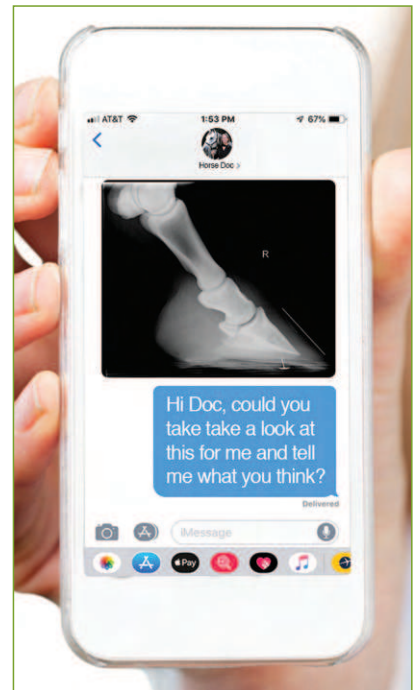 AT&T 1:53 PM 67%
Horse Doc >
R
Hi Doc, could you
take take a look at
this for me and tell
me what you think?
Delivered
iMessage
Pay